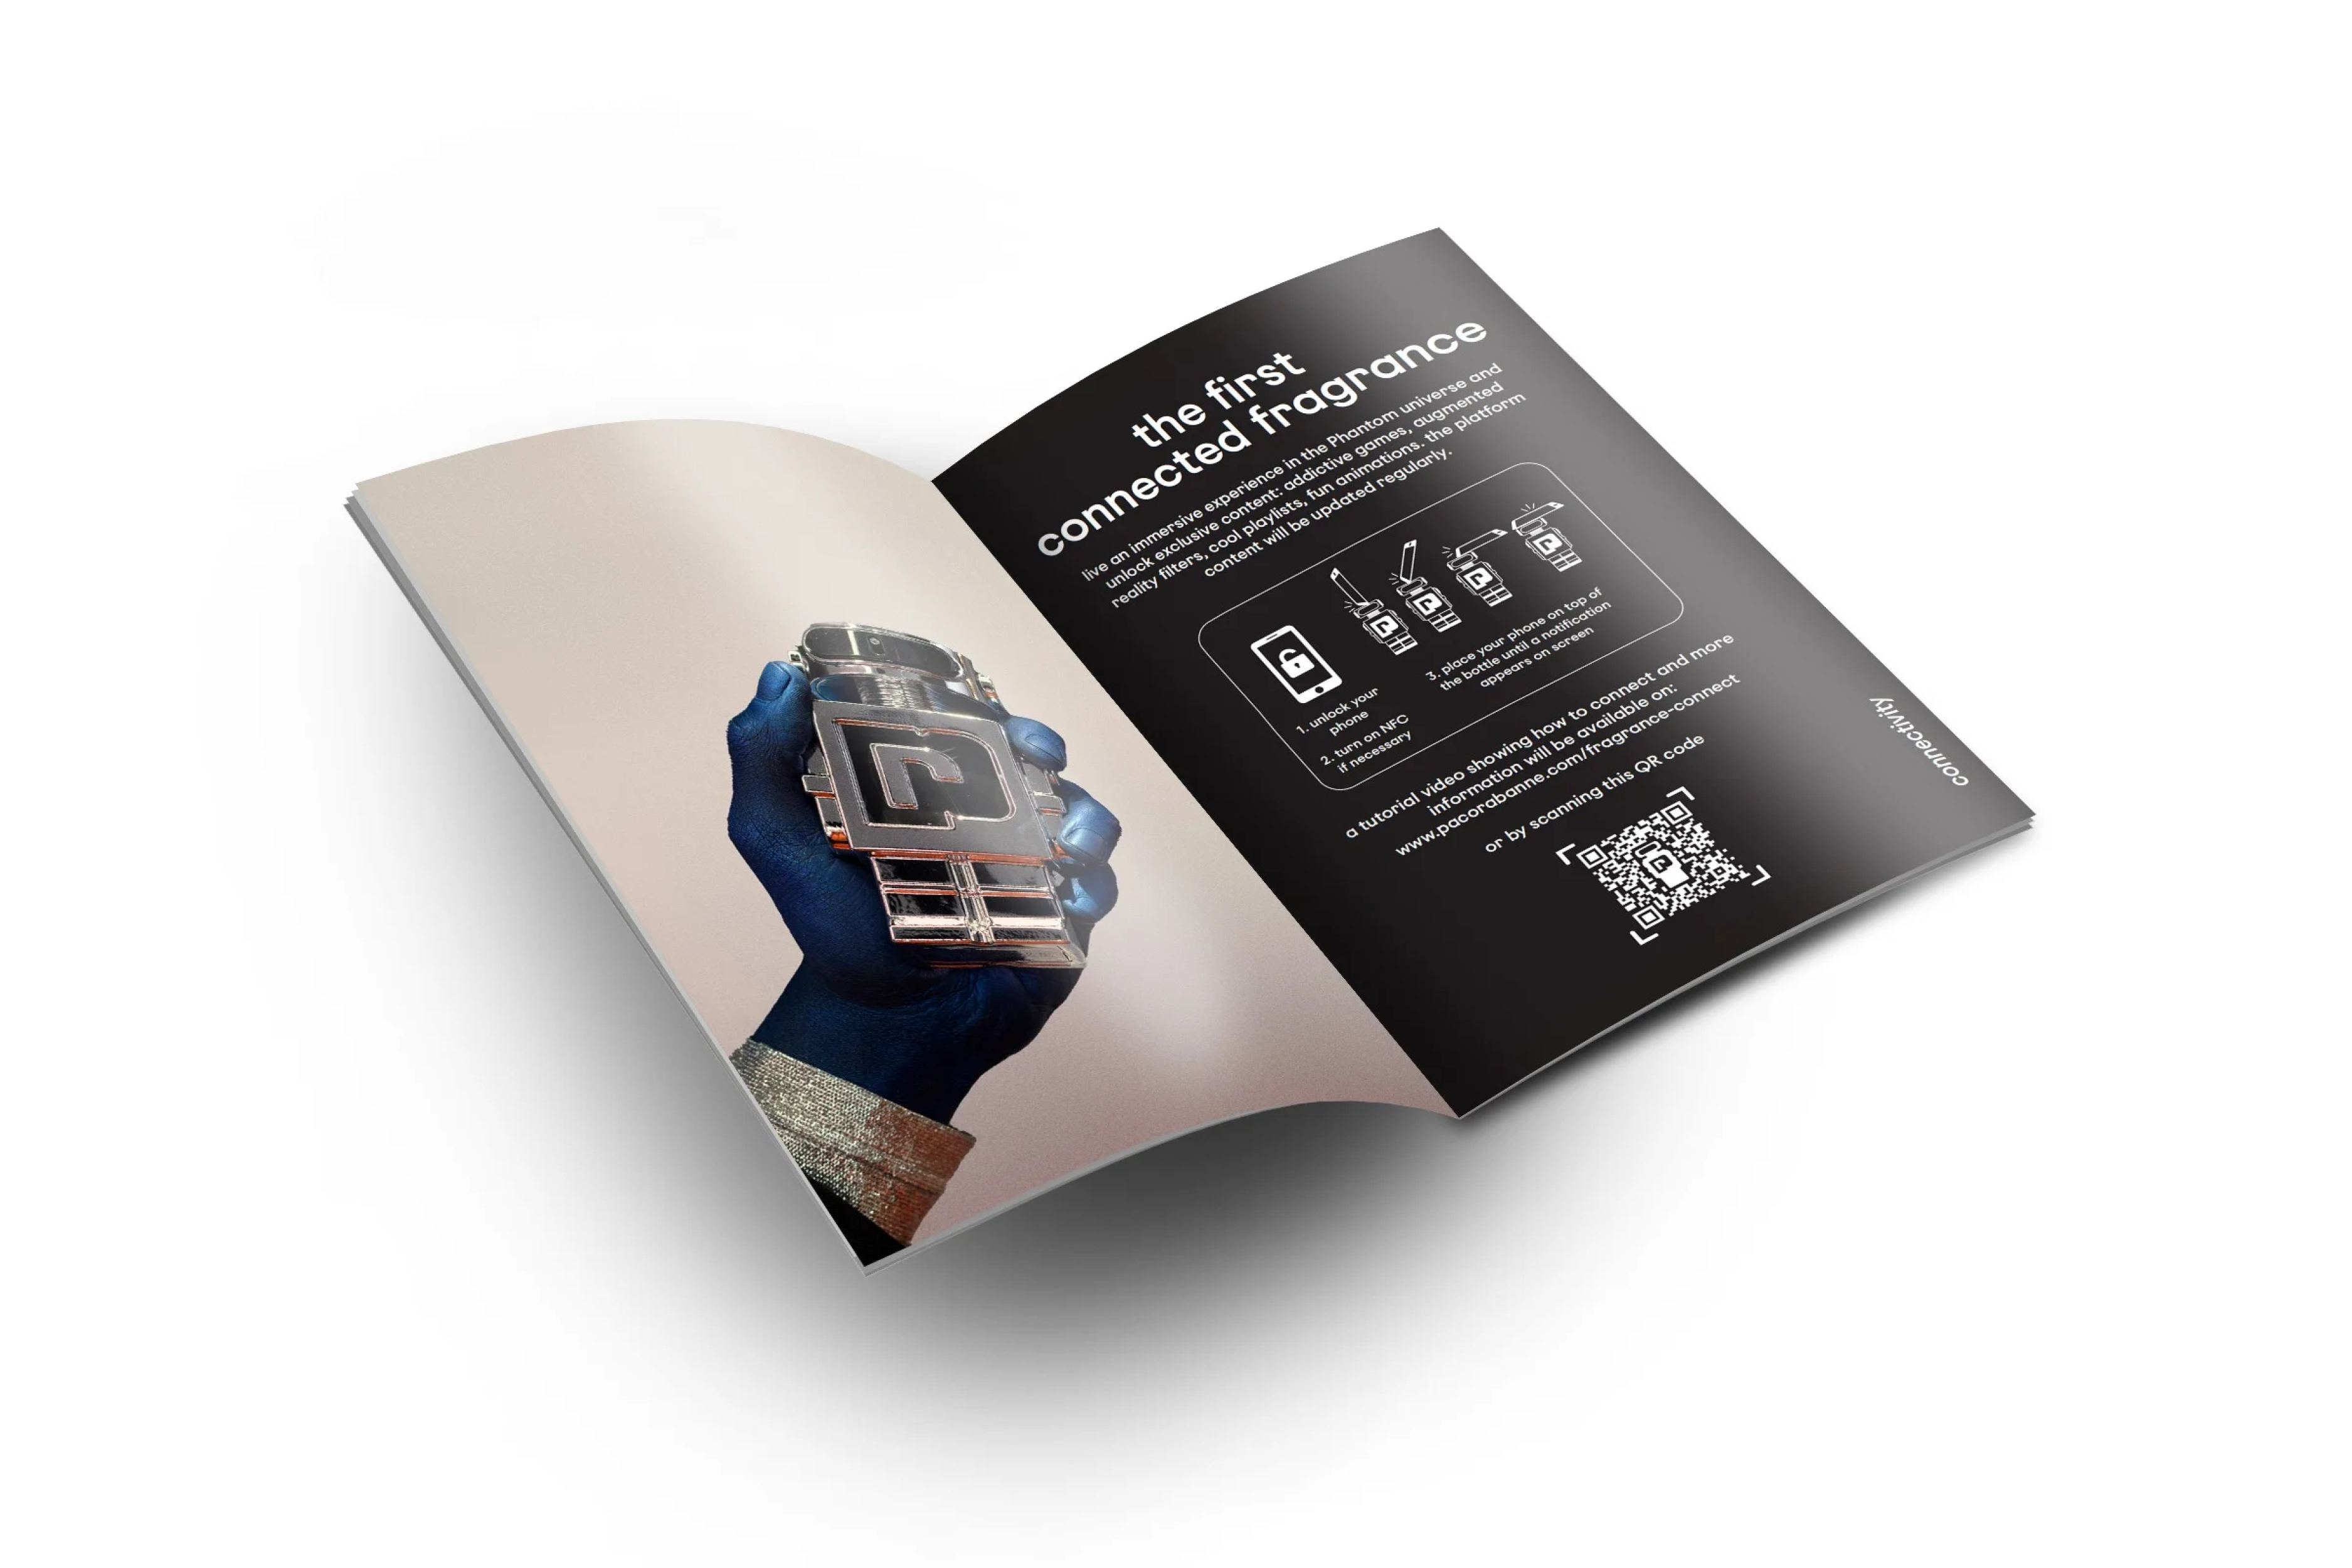 the first
connected fragrance
live an immersive experience in the Phantom universe and
unlock exclusive content: addictive games, augmented
reality filters, cool playlists, fun animations. the platform
content will be updated regularly.
1. unlock your
phone
2. turn on NFC
if necessary
3. place your phone on top of
the bottle until a notification
appears on screen
a tutorial video showing how to connect and more
information will be available on:
www.pacorabanne.com/fragrance-connect
or by scanning this QR code
connectivity